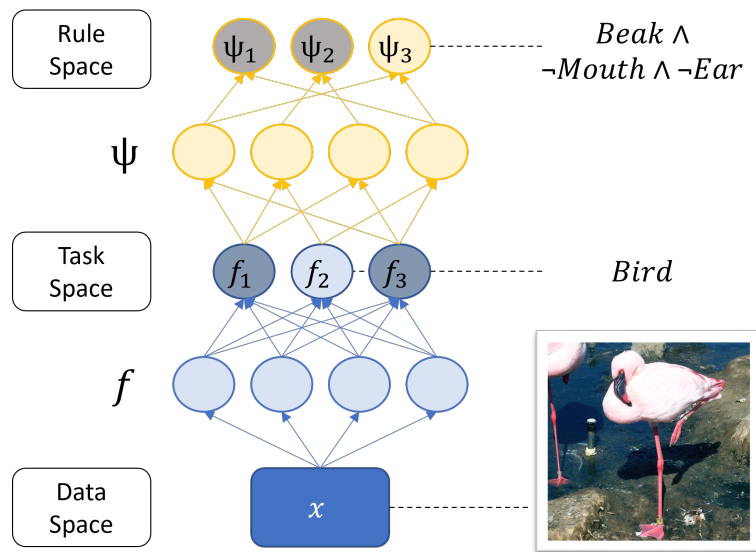 Rule
Space
ψ1 ψ2 ψ3
Beak ∧
¬Mouth ∧ ¬Ear
ψ
Task
Space
f1 f2 f3
Bird
f
Data
Space
x